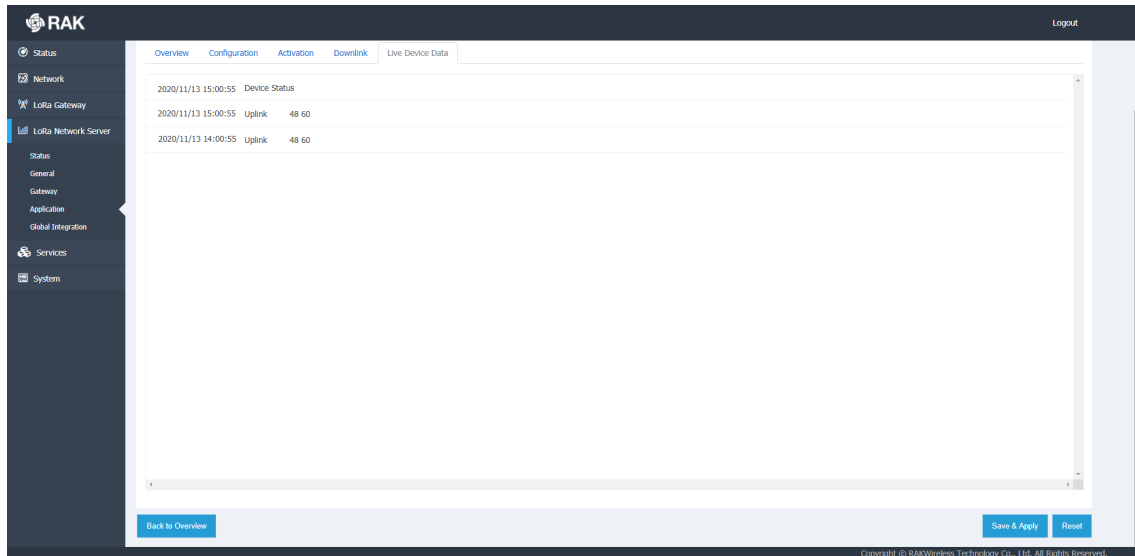 RAK
Logout
Status
Network
LoRa Gateway
LoRa Network Server
Status
General
Gateway
Application
Global Integration
Services
System
Overview Configuration Activation Downlink Live Device Data
2020/11/13 15:00:55 Device Status
2020/11/13 15:00:55 Uplink 48 60
2020/11/13 14:00:55 Uplink 48 60
Back to Overview Save & Apply Reset
Copyright © RAKWireless Technology Co., Ltd. All Rights Reserved.